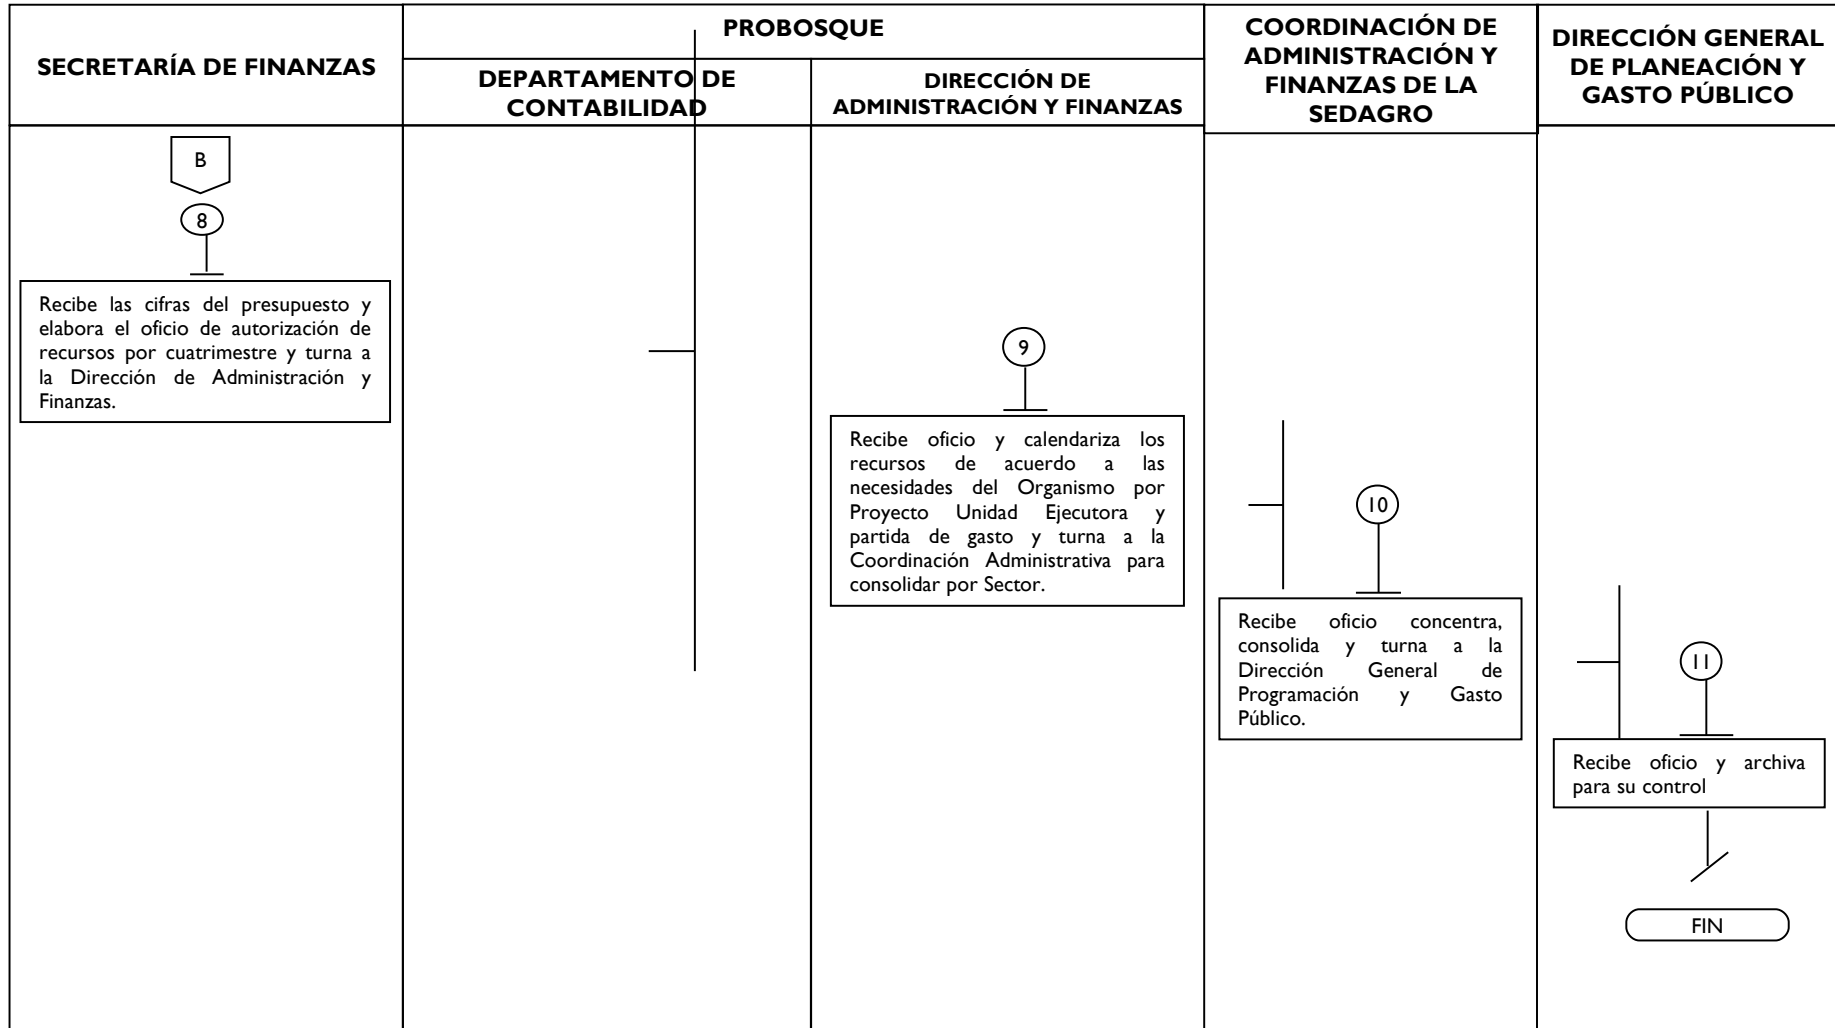 SECRETARÍA DE FINANZAS
PROBOSQUE
DEPARTAMENTO DE
CONTABILIDAD
DIRECCIÓN DE
ADMINISTRACIÓN Y FINANZAS
COORDINACIÓN DE
ADMINISTRACIÓN Y
FINANZAS DE LA
SEDAGRO
DIRECCIÓN GENERAL
DE PLANEACIÓN Y
GASTO PÚBLICO
B
8
Recibe las cifras del presupuesto y
elabora el oficio de autorización de
recursos por cuatrimestre y turna a
la Dirección de Administración y
Finanzas.
9
Recibe oficio y calendariza los
recursos de acuerdo a las
necesidades del Organismo por
Proyecto Unidad Ejecutora y
partida de gasto y turna a la
Coordinación Administrativa para
consolidar por Sector.
10
Recibe oficio concentra,
consolida y turna a la
Dirección General de
Programación y Gasto
Público.
11
Recibe oficio y archiva
para su control
FIN